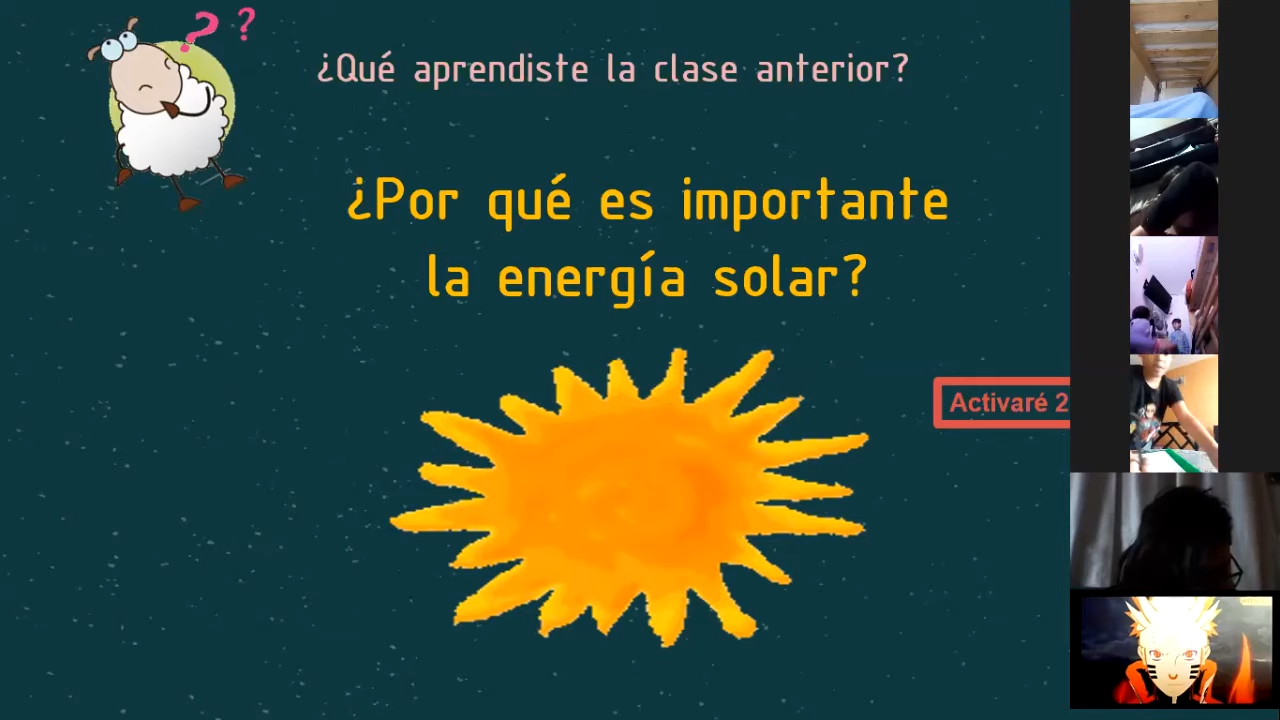 ¿Qué aprendiste la clase anterior?
¿Por qué es importante
la energía solar?
Activaré 2